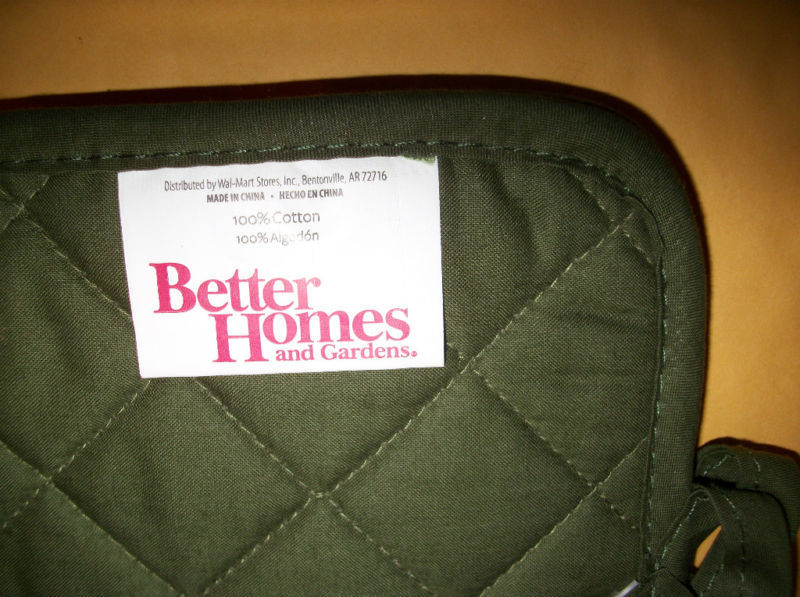 Distributed by Wal-Mart Stores, Inc., Bentonville, AR 72716
MADE IN CHINA • HECHO EN CHINA
100% Cotton
100% Algodón
Better
Homes
and Gardens®